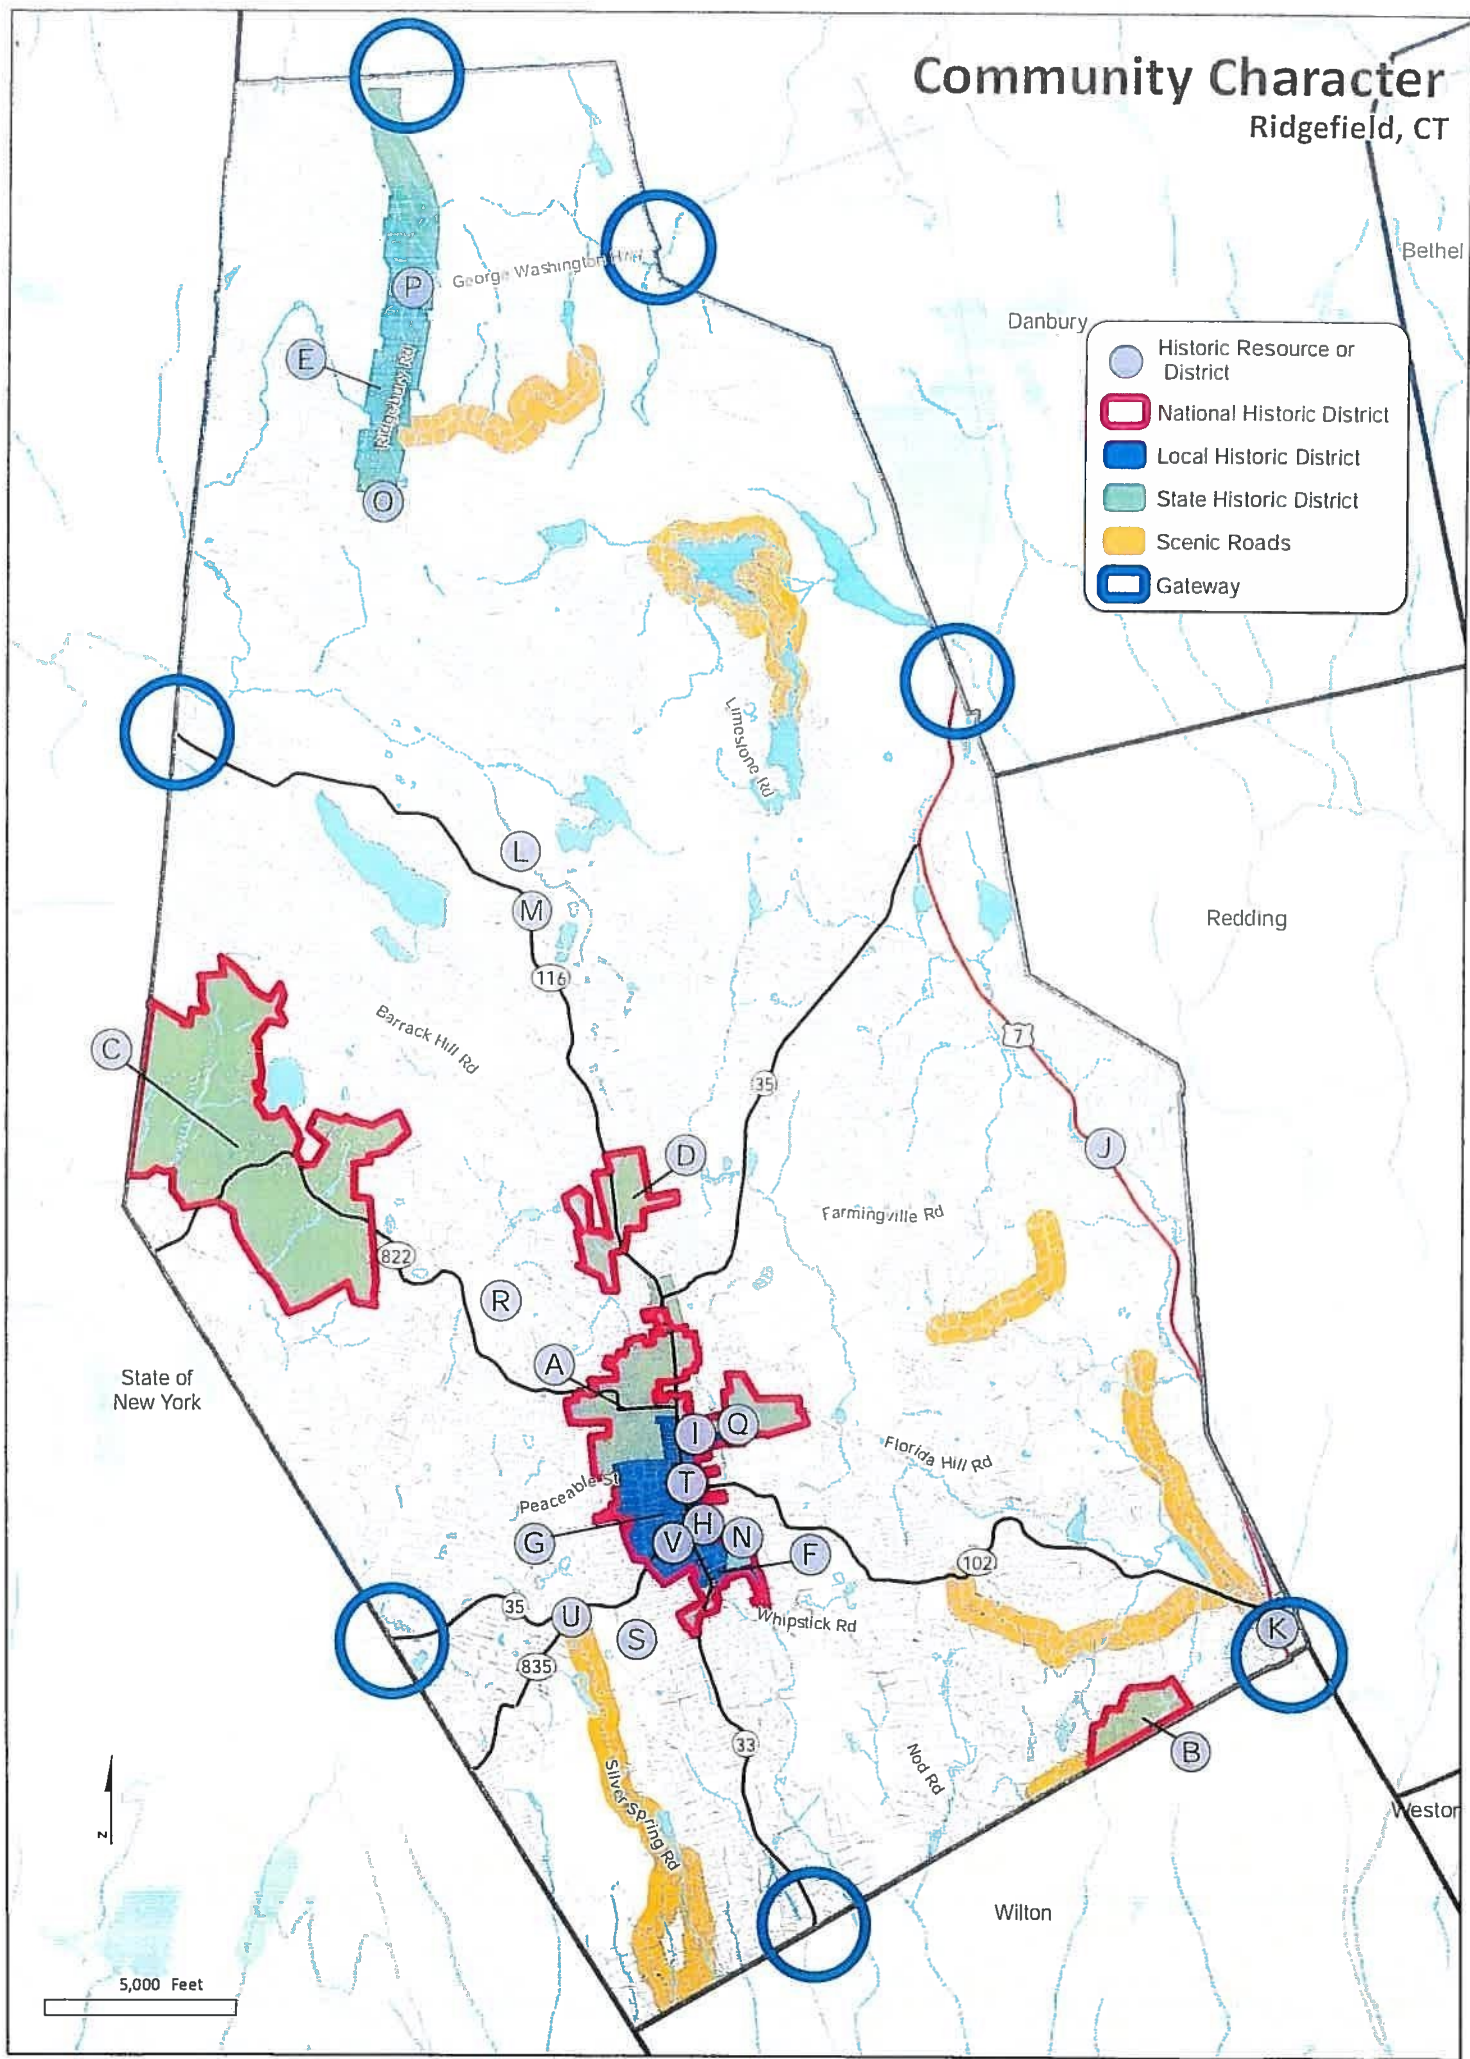 Community Character
Ridgefield, CT
Bethel
Danbury
Historic Resource or
District
National Historic District
Local Historic District
State Historic District
Scenic Roads
Gateway
George Washington Hwy
P
E
Ridgebury Rd
O
Limestone Rd
L
M
116
Redding
Barrack Hill Rd
C
7
35
J
D
Farmingville Rd
822
R
A
State of
New York
I
Q
Florida Hill Rd
Peaceable St
T
G
V
H
N
F
102
35
U
S
Whipstick Rd
K
835
33
B
Nod Rd
Silver Spring Rd
Weston
N
Wilton
5,000 Feet